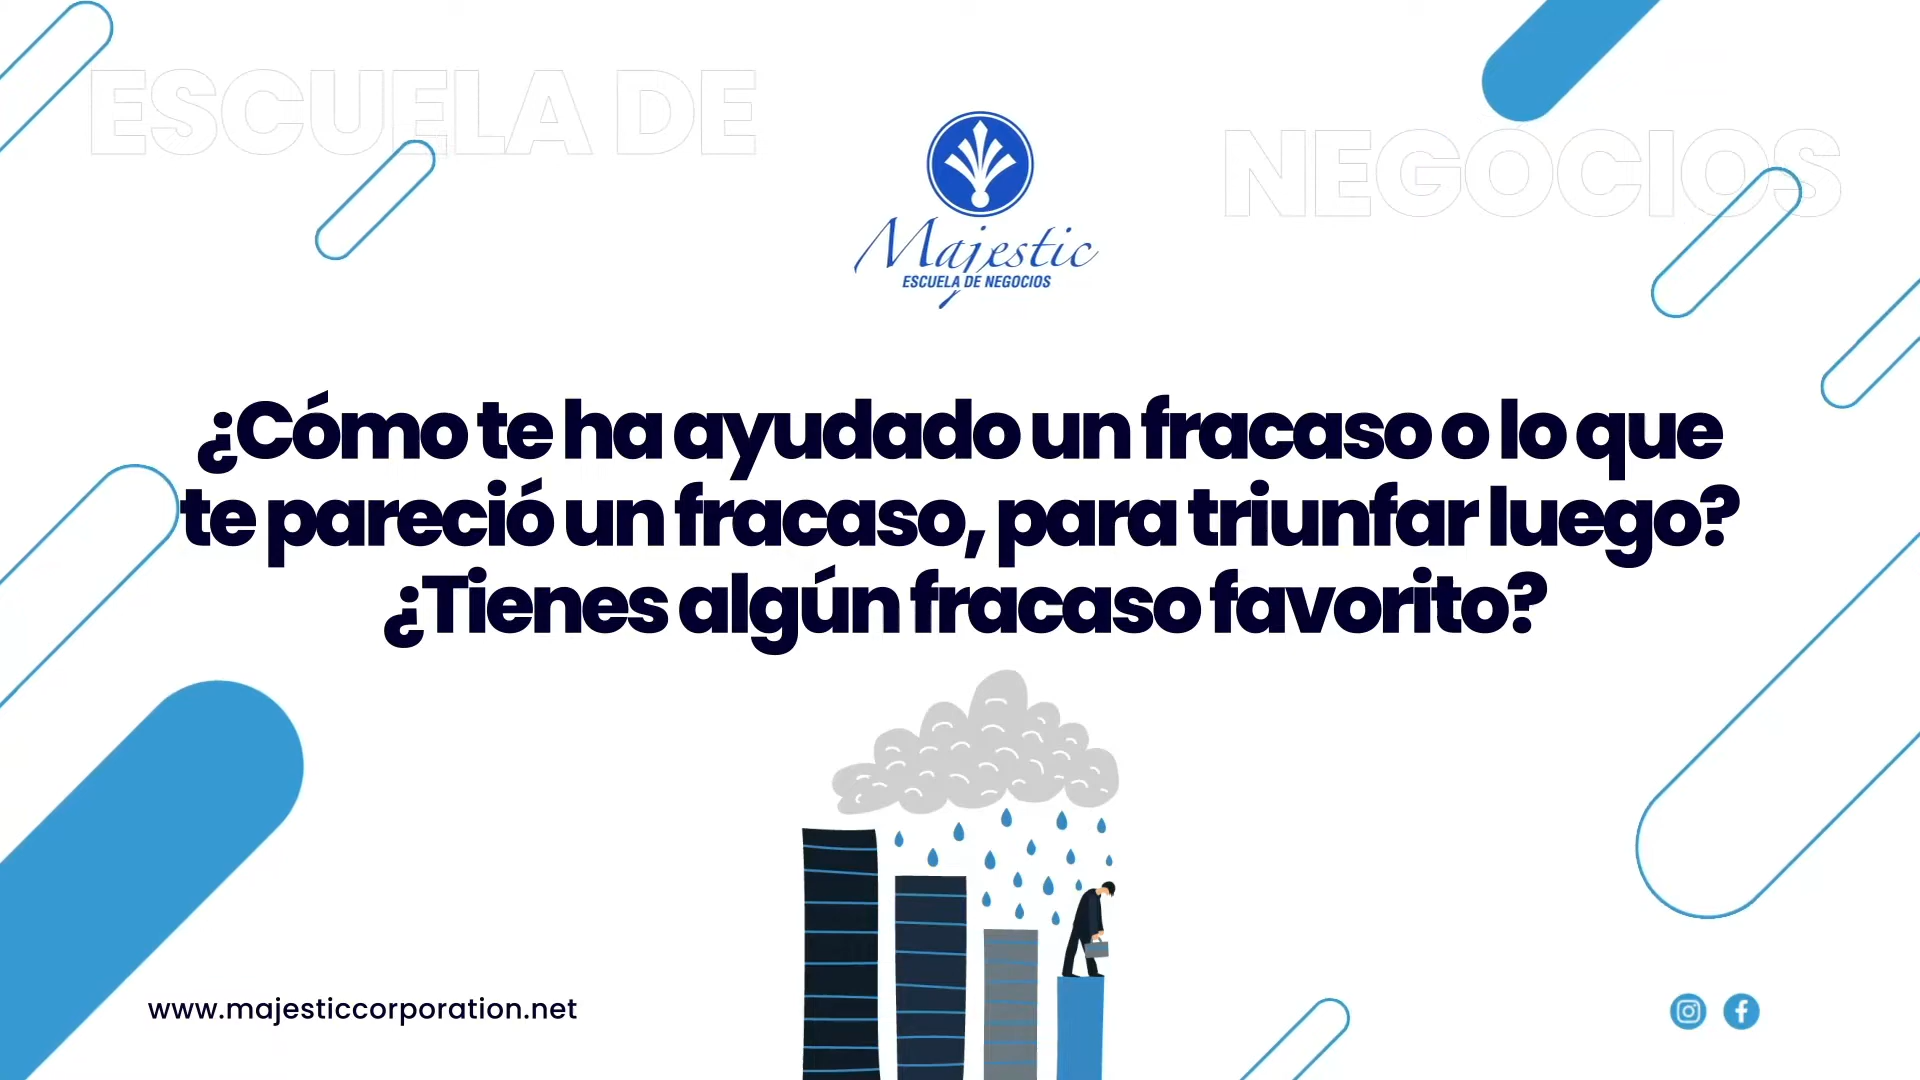 ESCUELA DE
NEGOCIOS
Majestic
ESCUELA DE NEGOCIOS
¿Cómo te ha ayudado un fracaso o lo que
te pareció un fracaso, para triunfar luego?
¿Tienes algún fracaso favorito?
www.majesticcorporation.net